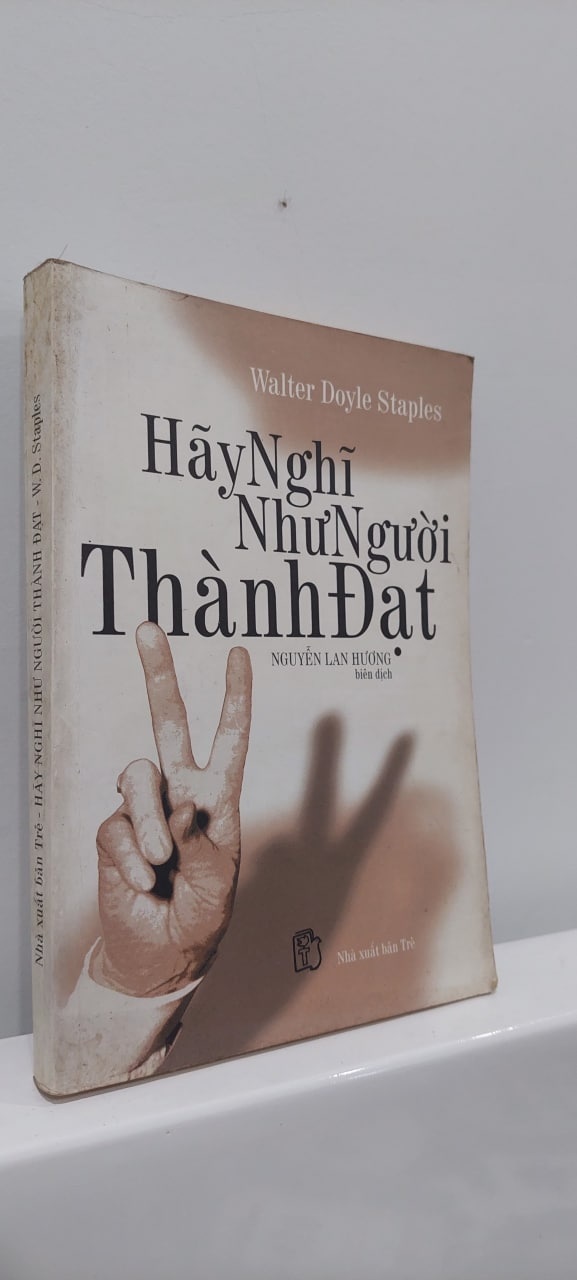 Walter Doyle Staples
HãyNghĩ
NhưNgười
ThànhĐạt
NGUYỄN LAN HƯƠNG
biên dịch
Nhà xuất bản Trẻ
Nhà xuất bản Trẻ - HÃY NGHĨ NHƯ NGƯỜI THÀNH ĐẠT - W. D. Staples